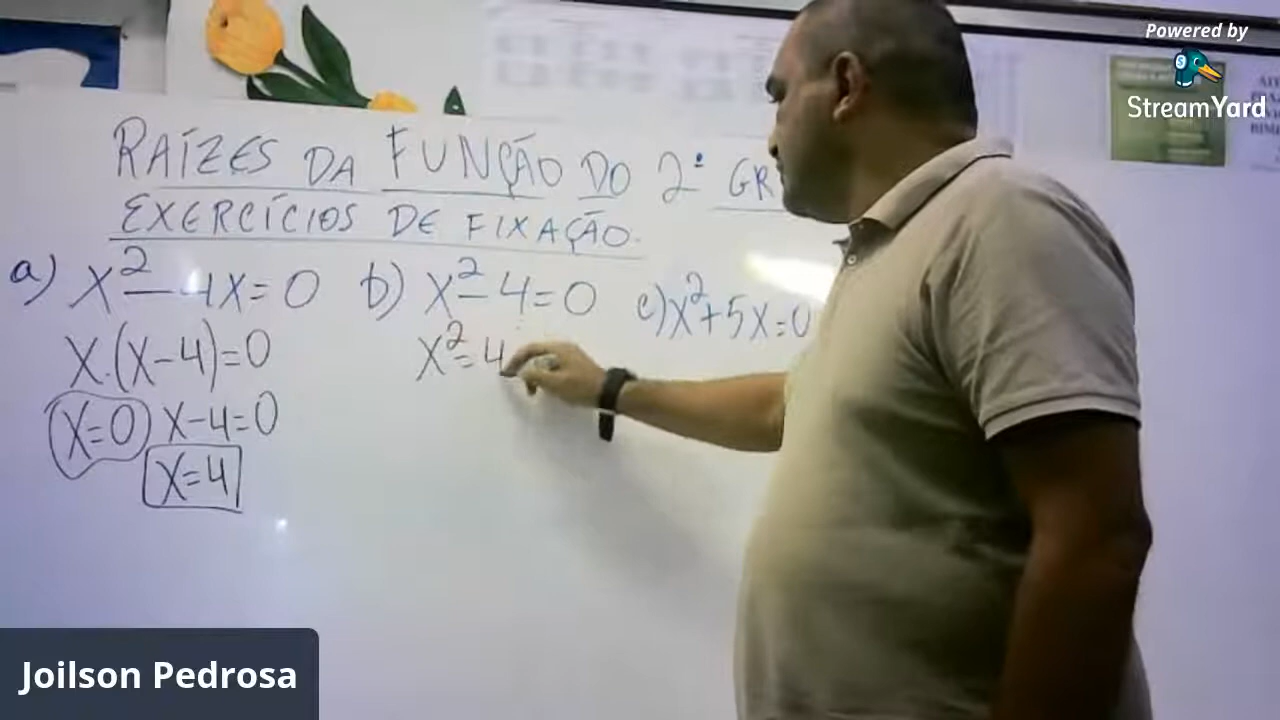 Powered by
StreamYard
RAÍZES DA FUNÇÃO DO 2º GR
EXERCÍCIOS DE FIXAÇÃO.
a) x²-4x=0 b) x²-4=0 c) x²+5x=0
x.(x-4)=0 x²=4
x=0 x-4=0
x=4
Joilson Pedrosa